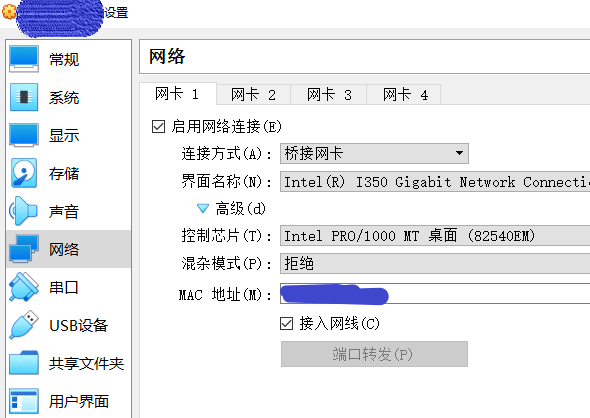 设置
常规
系统
显示
存储
声音
网络
串口
USB设备
共享文件夹
用户界面
网络
网卡 1 网卡 2 网卡 3 网卡 4
启用网络连接(E)
连接方式(A): 桥接网卡
界面名称(N): Intel(R) I350 Gigabit Network Connecti
高级(d)
控制芯片(T): Intel PRO/1000 MT 桌面 (82540EM)
混杂模式(P): 拒绝
MAC 地址(M):
接入网线(C)
端口转发(P)